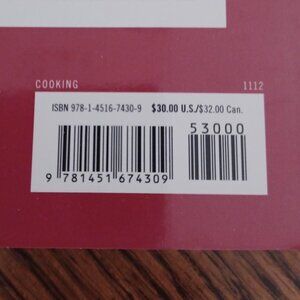 COOKING 1112
ISBN 978-1-4516-7430-9 $30.00 U.S./$32.00 Can.
53000
9 781451 674309